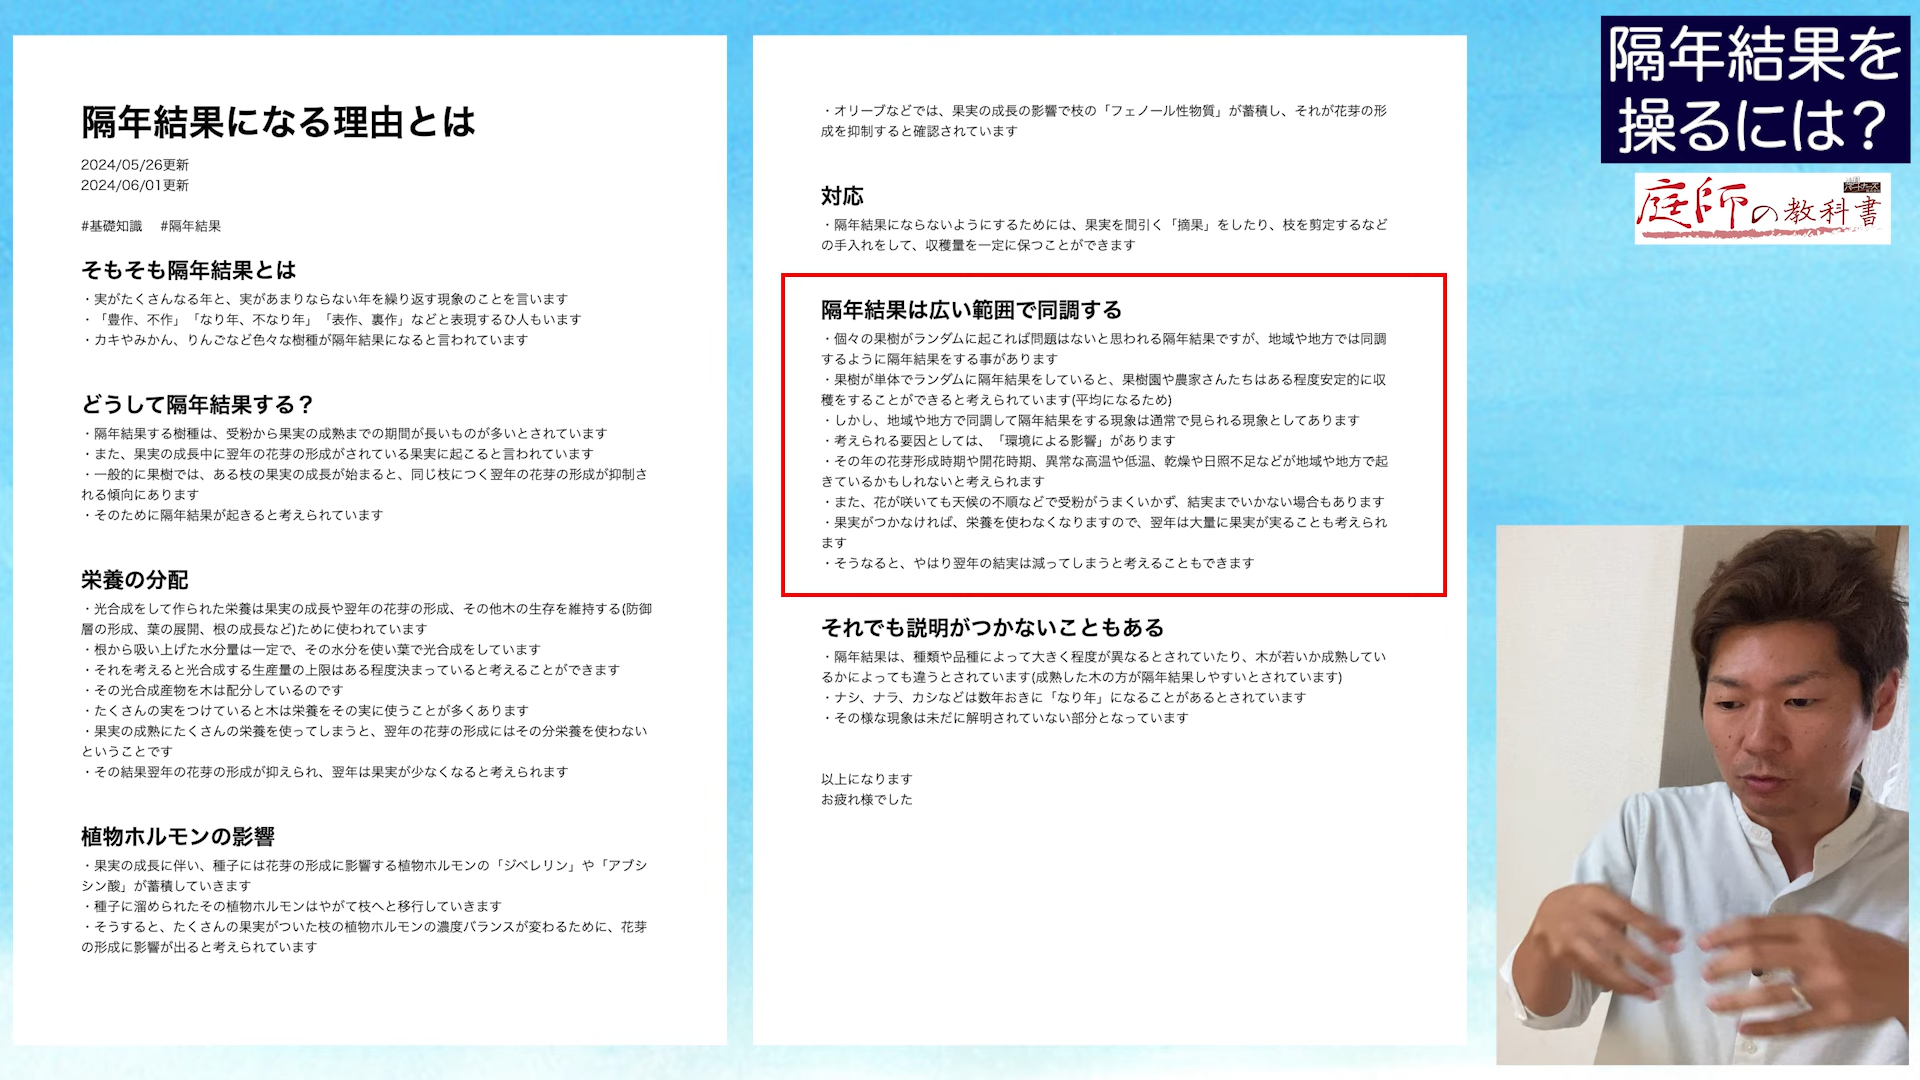 隔年結果になる理由とは
2024/05/26更新
2024/06/01更新
#基礎知識　#隔年結果
そもそも隔年結果とは
・実がたくさんなる年と、実があまりならない年を繰り返す現象のことを言います
・「豊作、不作」「なり年、不なり年」「表作、裏作」などと表現するひ人もいます
・カキやみかん、りんごなど色々な樹種が隔年結果になると言われています
どうして隔年結果する？
・隔年結果する樹種は、受粉から果実の成熟までの期間が長いものが多いとされています
・また、果実の成長中に翌年の花芽の形成がされている果実に起こると言われています
・一般的に果樹では、ある枝の果実の成長が始まると、同じ枝につく翌年の花芽の形成が抑制さ
れる傾向にあります
・そのために隔年結果が起きると考えられています
栄養の分配
・光合成をして作られた栄養は果実の成長や翌年の花芽の形成、その他木の生存を維持する(防御
層の形成、葉の展開、根の成長など)ために使われています
・根から吸い上げた水分量は一定で、その水分を使い葉で光合成をしています
・それを考えると光合成する生産量の上限はある程度決まっていると考えることができます
・その光合成産物を木は配分しているのです
・たくさんの実をつけていると木は栄養をその実に使うことが多くあります
・果実の成熟にたくさんの栄養を使ってしまうと、翌年の花芽の形成にはその分栄養を使わない
ということです
・その結果翌年の花芽の形成が抑えられ、翌年は果実が少なくなると考えられます
植物ホルモンの影響
・果実の成長に伴い、種子には花芽の形成に影響する植物ホルモンの「ジベレリン」や「アブシ
シン酸」が蓄積していきます
・種子に溜められたその植物ホルモンはやがて枝へと移行していきます
・そうすると、たくさんの果実がついた枝の植物ホルモンの濃度バランスが変わるために、花芽
の形成に影響が出ると考えられています
・オリーブなどでは、果実の成長の影響で枝の「フェノール性物質」が蓄積し、それが花芽の形
成を抑制すると確認されています
対応
・隔年結果にならないようにするためには、果実を間引く「摘果」をしたり、枝を剪定するなど
の手入れをして、収穫量を一定に保つことができます
隔年結果は広い範囲で同調する
・個々の果樹がランダムに起これば問題はないと思われる隔年結果ですが、地域や地方では同調
するように隔年結果をする事があります
・果樹が単体でランダムに隔年結果をしていると、果樹園や農家さんたちはある程度安定的に収
穫をすることができると考えられています(平均になるため)
・しかし、地域や地方で同調して隔年結果をする現象は通常で見られる現象としてあります
・考えられる要因としては、「環境による影響」があります
・その年の花芽形成時期や開花時期、異常な高温や低温、乾燥や日照不足などが地域や地方で起
きているかもしれないと考えられます
・また、花が咲いても天候の不順などで受粉がうまくいかず、結実までいかない場合もあります
・果実がつかなければ、栄養を使わなくなりますので、翌年は大量に果実が実ることも考えられ
ます
・そうなると、やはり翌年の結実は減ってしまうと考えることもできます
それでも説明がつかないこともある
・隔年結果は、種類や品種によって大きく程度が異なるとされていたり、木が若いか成熟してい
るかによっても違うとされています(成熟した木の方が隔年結果しやすいとされています)
・ナシ、ナラ、カシなどは数年おきに「なり年」になることがあるとされています
・その様な現象は未だに解明されていない部分となっています
以上になります
お疲れ様でした
隔年結果を
操るには？
庭師の教科書